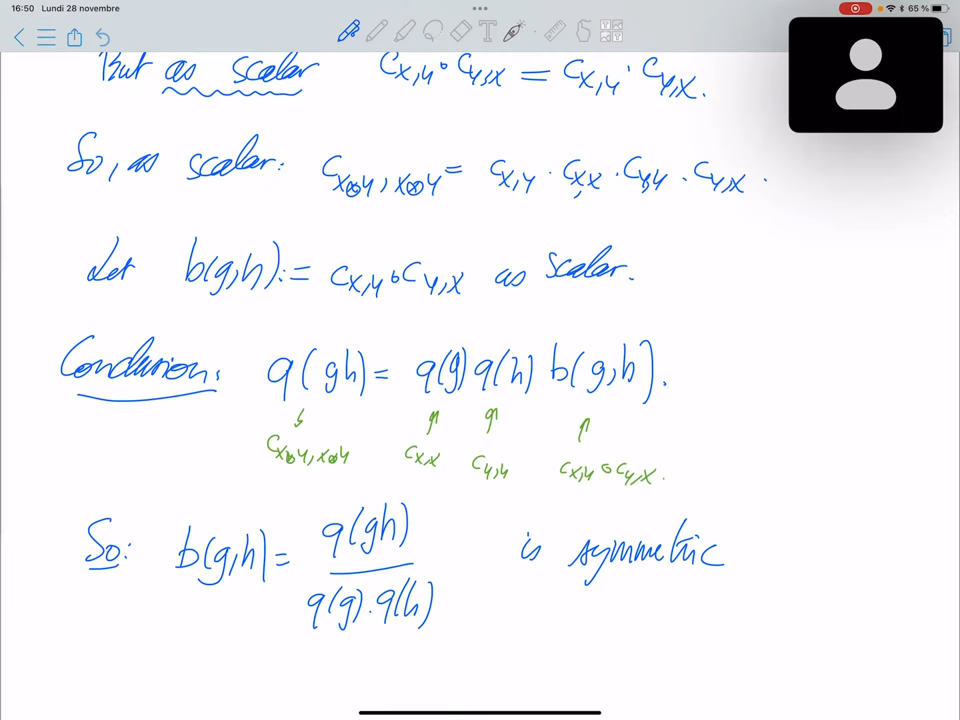 16:50 Lundi 28 novembre
65 %
But as scalar C_{X,Y} ∘ C_{Y,X} = C_{X,Y} · C_{Y,X}.
So, as scalar: C_{X⊗Y, X⊗Y} = C_{X,Y} · C_{X,X} · C_{Y,Y} · C_{Y,X}.
Let b(g,h) := C_{X,Y} ∘ C_{Y,X} as scalar.
Conclusion: q(gh) = q(g) q(h) b(g,h).
C_{X⊗Y, X⊗Y} C_{X,X} C_{Y,Y} C_{X,Y} ∘ C_{Y,X}.
So: b(g,h) = q(gh) / q(g).q(h) is symmetric